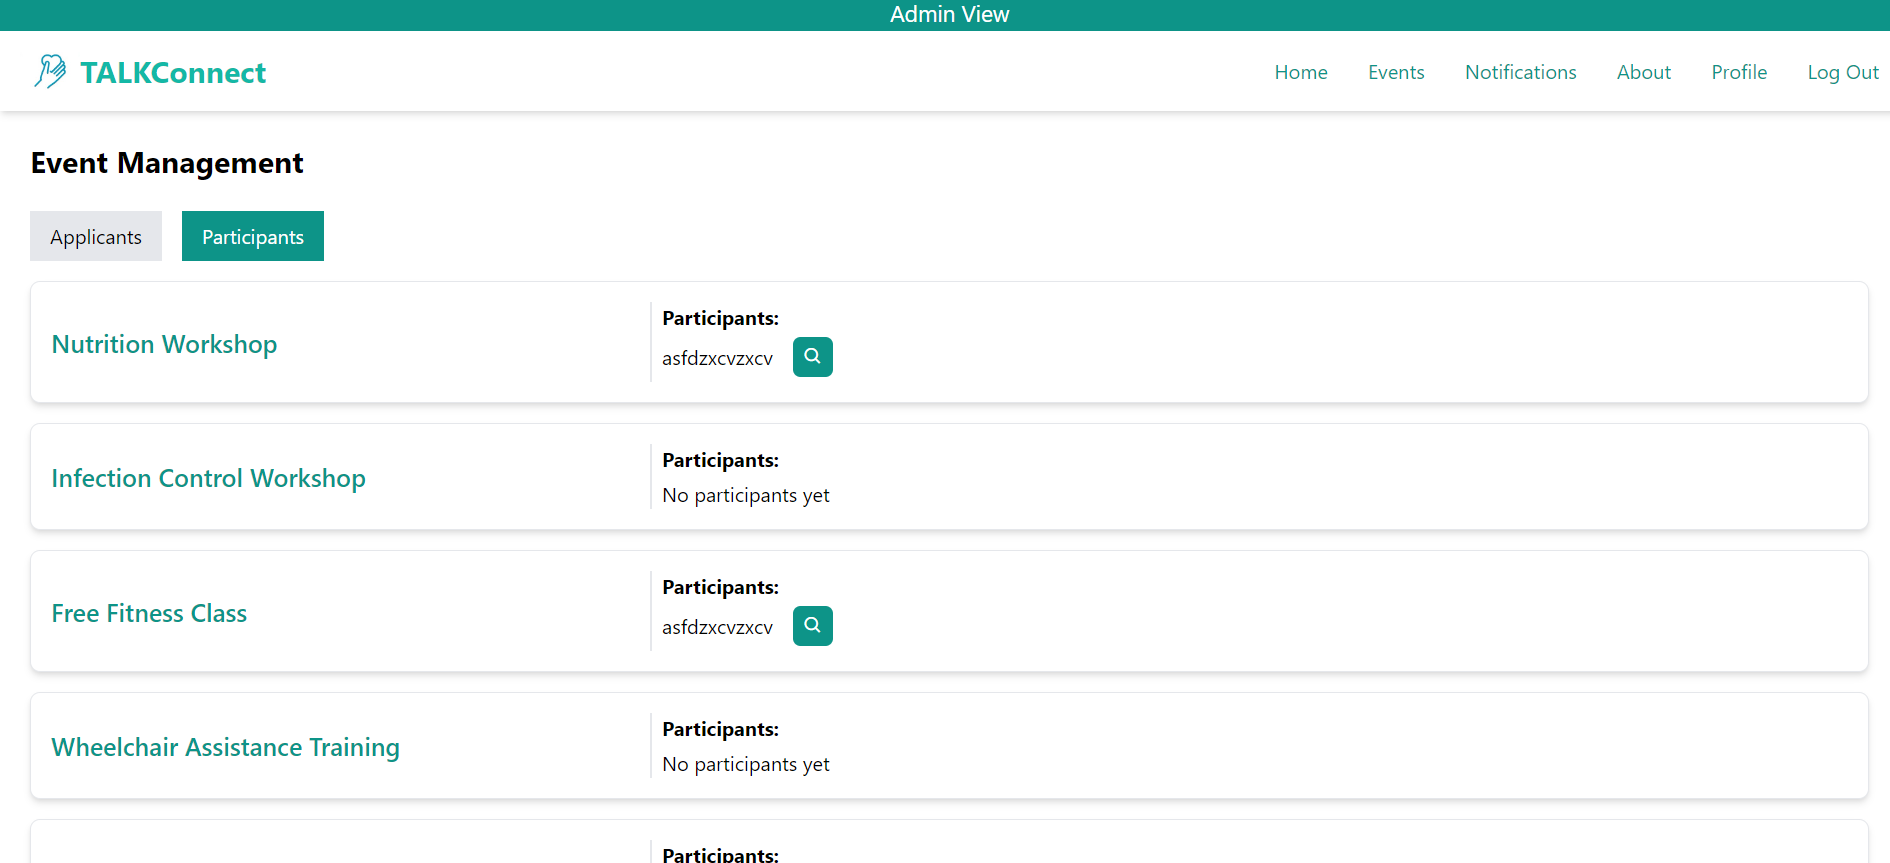 Admin View
TALKConnect
Home Events Notifications About Profile Log Out
Event Management
Applicants Participants
Nutrition Workshop
Participants:
asfdzxcvzxcv
Infection Control Workshop
Participants:
No participants yet
Free Fitness Class
Participants:
asfdzxcvzxcv
Wheelchair Assistance Training
Participants:
No participants yet
Participants: